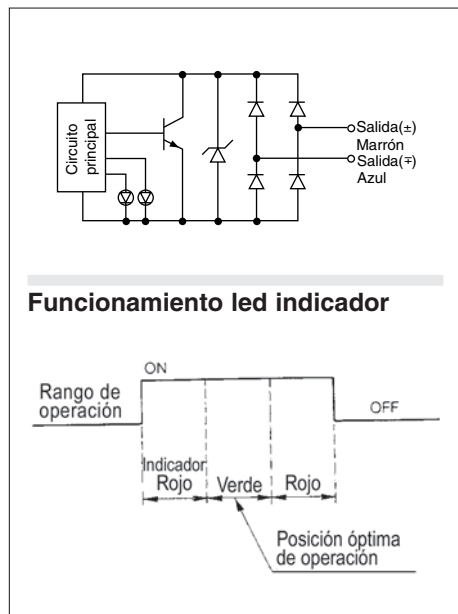 Circuito
principal
Salida(±)
Marrón
Salida(∓)
Azul
Funcionamiento led indicador
ON
Rango de
operación
OFF
Indicador
Rojo
Verde
Rojo
Posición óptima
de operación